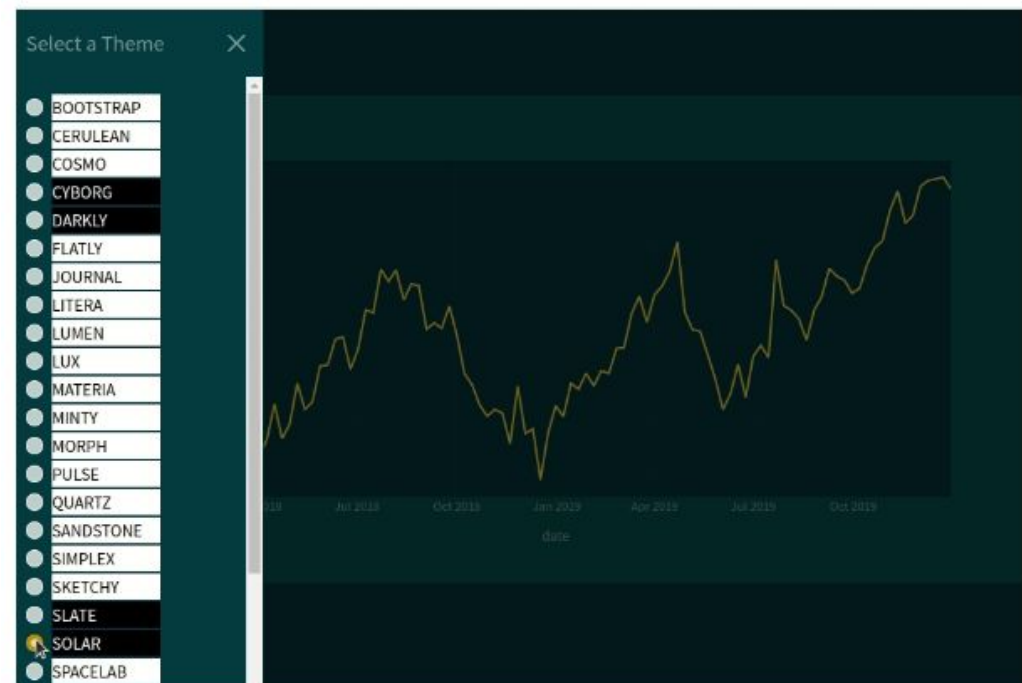 Select a Theme
BOOTSTRAP
CERULEAN
COSMO
CYBORG
DARKLY
FLATLY
JOURNAL
LITERA
LUMEN
LUX
MATERIA
MINTY
MORPH
PULSE
QUARTZ
SANDSTONE
SIMPLEX
SKETCHY
SLATE
SOLAR
SPACELAB
Jul 2018 Oct 2018 Jan 2019 Apr 2019 Jul 2019 Oct 2019
date